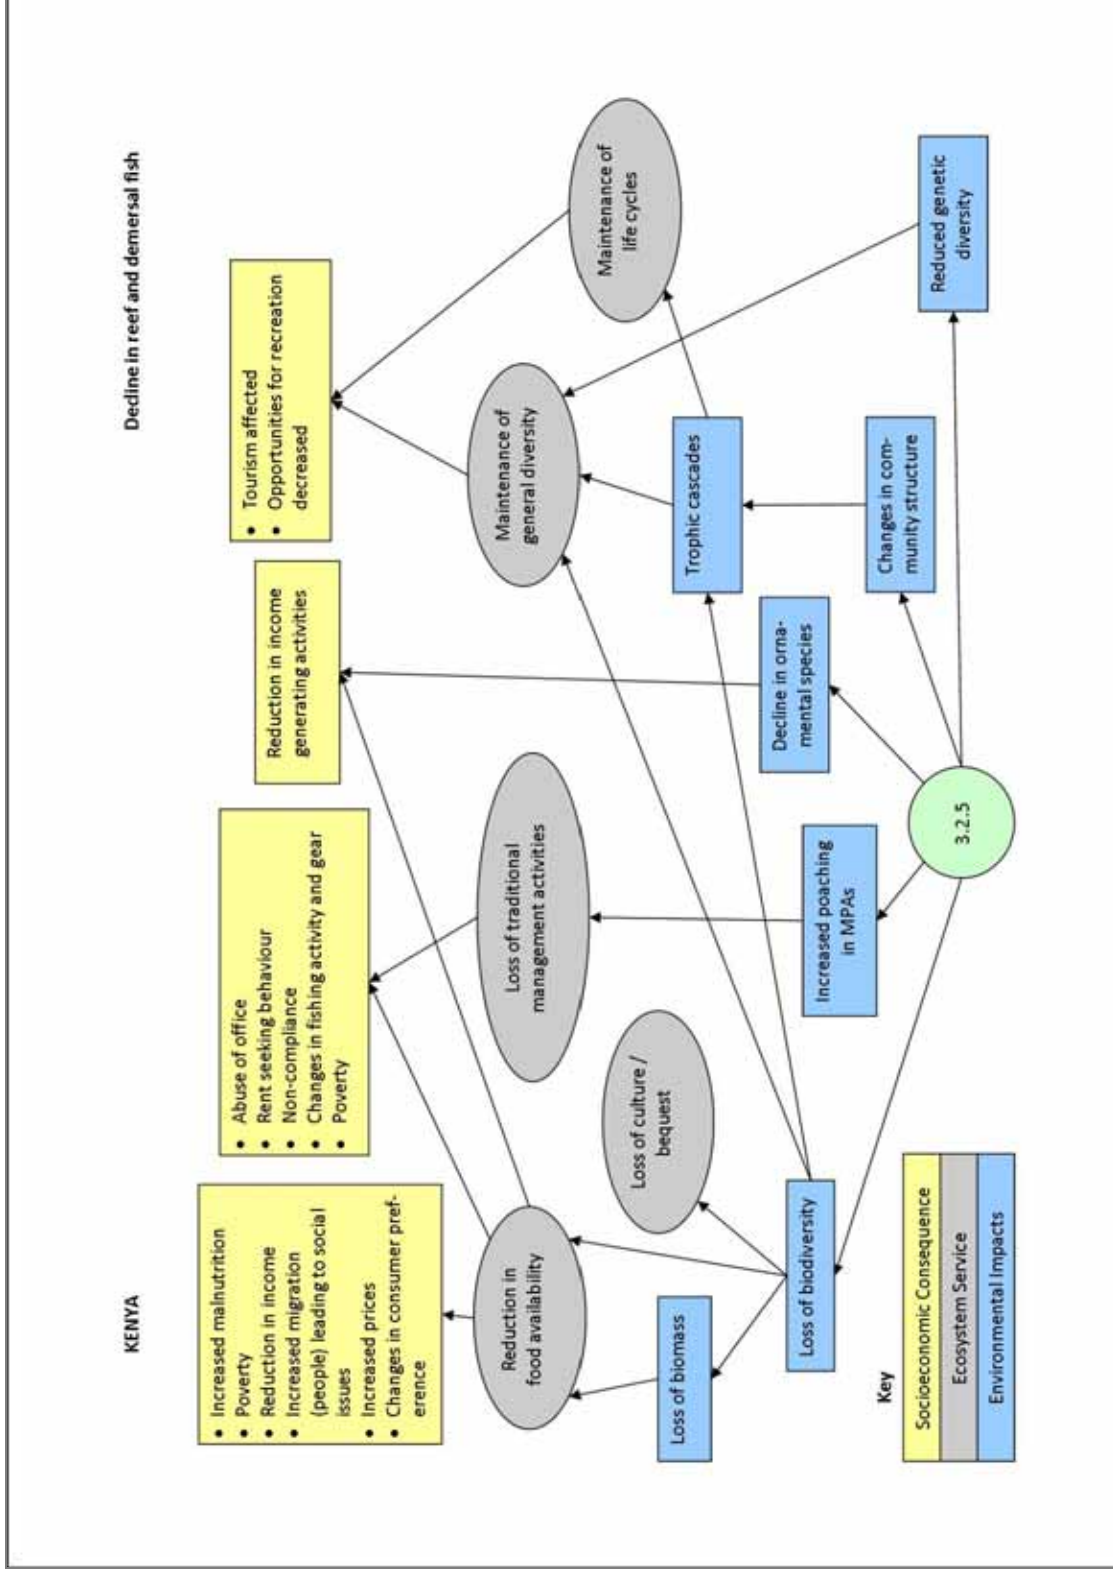 KENYA
Decline in reef and demersal fish
• Increased malnutrition
• Poverty
• Reduction in income
• Increased migration
(people) leading to social
issues
• Increased prices
• Changes in consumer pref-
erence
• Abuse of office
• Rent seeking behaviour
• Non-compliance
• Changes in fishing activity and gear
• Poverty
Reduction in income
generating activities
• Tourism affected
• Opportunities for recreation
decreased
Reduction in
food availability
Loss of traditional
management activities
Maintenance of
general diversity
Loss of culture /
bequest
Maintenance of
life cycles
Loss of biomass
Trophic cascades
Loss of biodiversity
Increased poaching
in MPAs
Decline in orna-
mental species
Changes in com-
munity structure
Reduced genetic
diversity
3.2.5
Key
Socioeconomic Consequence
Ecosystem Service
Environmental Impacts